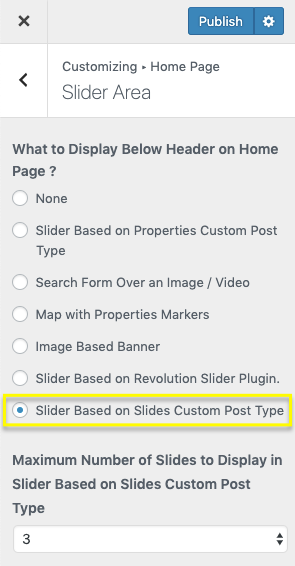 Publish
Customizing ▸ Home Page
Slider Area
What to Display Below Header on Home
Page ?
None
Slider Based on Properties Custom Post
Type
Search Form Over an Image / Video
Map with Properties Markers
Image Based Banner
Slider Based on Revolution Slider Plugin.
Slider Based on Slides Custom Post Type
Maximum Number of Slides to Display in
Slider Based on Slides Custom Post
Type
3